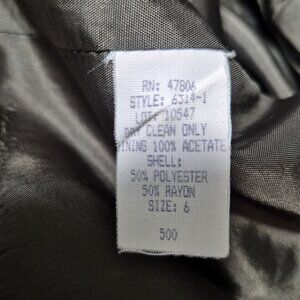 RN: 47806
STYLE: 6314-1
LOT: 10547
DRY CLEAN ONLY
INING 100% ACETATE
SHELL:
50% POLYESTER
50% RAYON
SIZE: 6
500